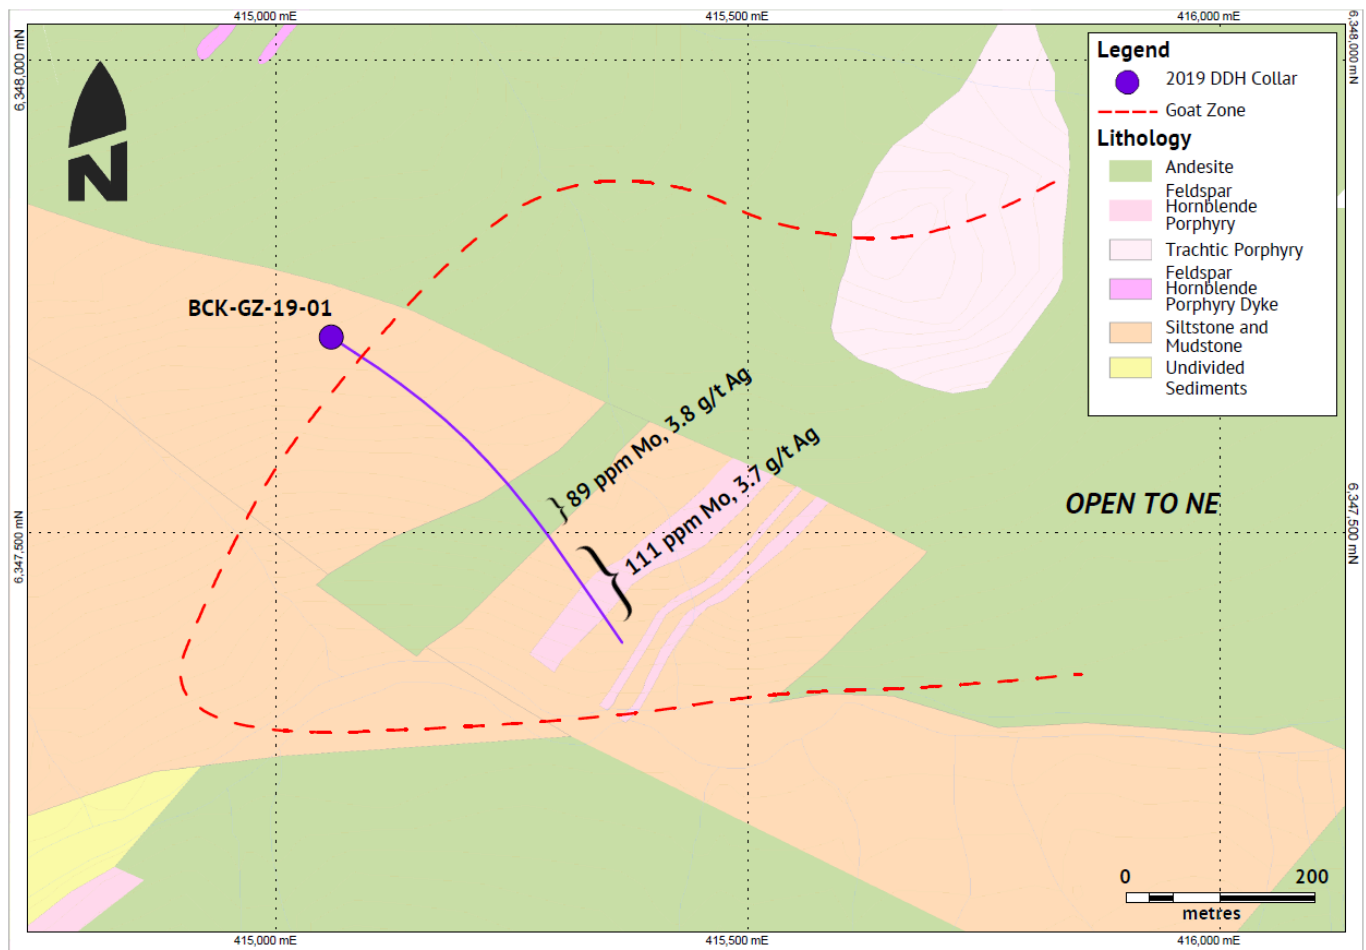 415,000 mE
415,500 mE
416,000 mE
6,348,000 mN
6,348,000 mN
N
Legend
2019 DDH Collar
Goat Zone
Lithology
Andesite
Feldspar
Hornblende
Porphyry
Trachtic Porphyry
Feldspar
Hornblende
Porphyry Dyke
Siltstone and
Mudstone
Undivided
Sediments
BCK-GZ-19-01
}89 ppm Mo, 3.8 g/t Ag
}111 ppm Mo, 3.7 g/t Ag
OPEN TO NE
6,347,500 mN
6,347,500 mN
0 200
metres
415,000 mE
415,500 mE
416,000 mE